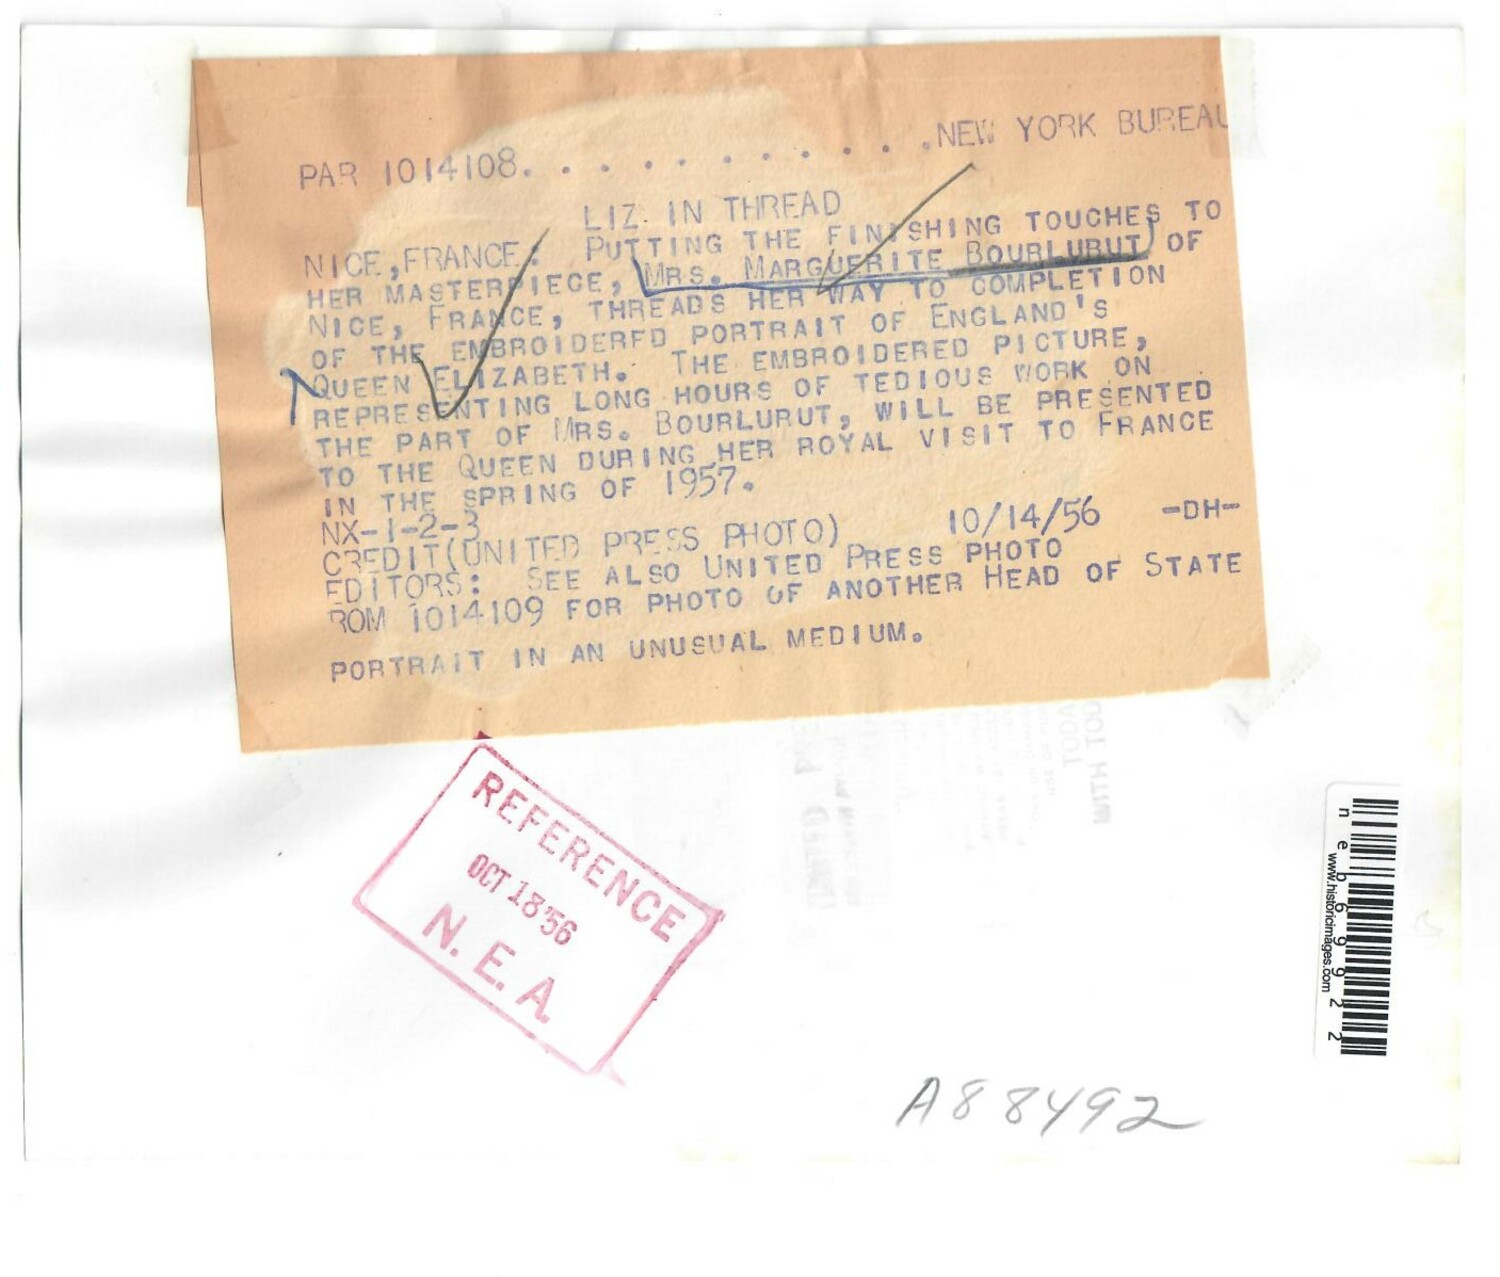 PAR 1014108. . . . . . . . . . . .NEW YORK BUREAU
LIZ IN THREAD
NICE,FRANCE: PUTTING THE FINISHING TOUCHES TO
HER MASTERPIECE, MRS. MARGUERITE BOURLURUT OF
NICE, FRANCE, THREADS HER WAY TO COMPLETION
OF THE EMBROIDERED PORTRAIT OF ENGLAND'S
QUEEN ELIZABETH. THE EMBROIDERED PICTURE,
REPRESENTING LONG HOURS OF TEDIOUS WORK ON
THE PART OF MRS. BOURLURUT, WILL BE PRESENTED
TO THE QUEEN DURING HER ROYAL VISIT TO FRANCE
IN THE SPRING OF 1957.
NX-1-2-3
CREDIT(UNITED PRESS PHOTO) 10/14/56 -DH-
EDITORS: SEE ALSO UNITED PRESS PHOTO
ROM 1014109 FOR PHOTO OF ANOTHER HEAD OF STATE
PORTRAIT IN AN UNUSUAL MEDIUM.
REFERENCE
OCT 18 '56
N. E. A.
neb69922
www.historicimages.com
A88492
WITH TOD
TODA